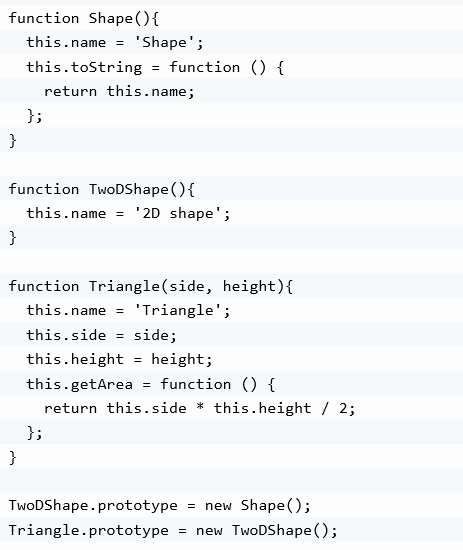 function Shape(){
  this.name = 'Shape';
  this.toString = function () {
    return this.name;
  };
}

function TwoDShape(){
  this.name = '2D shape';
}

function Triangle(side, height){
  this.name = 'Triangle';
  this.side = side;
  this.height = height;
  this.getArea = function () {
    return this.side * this.height / 2;
  };
}

TwoDShape.prototype = new Shape();
Triangle.prototype = new TwoDShape();